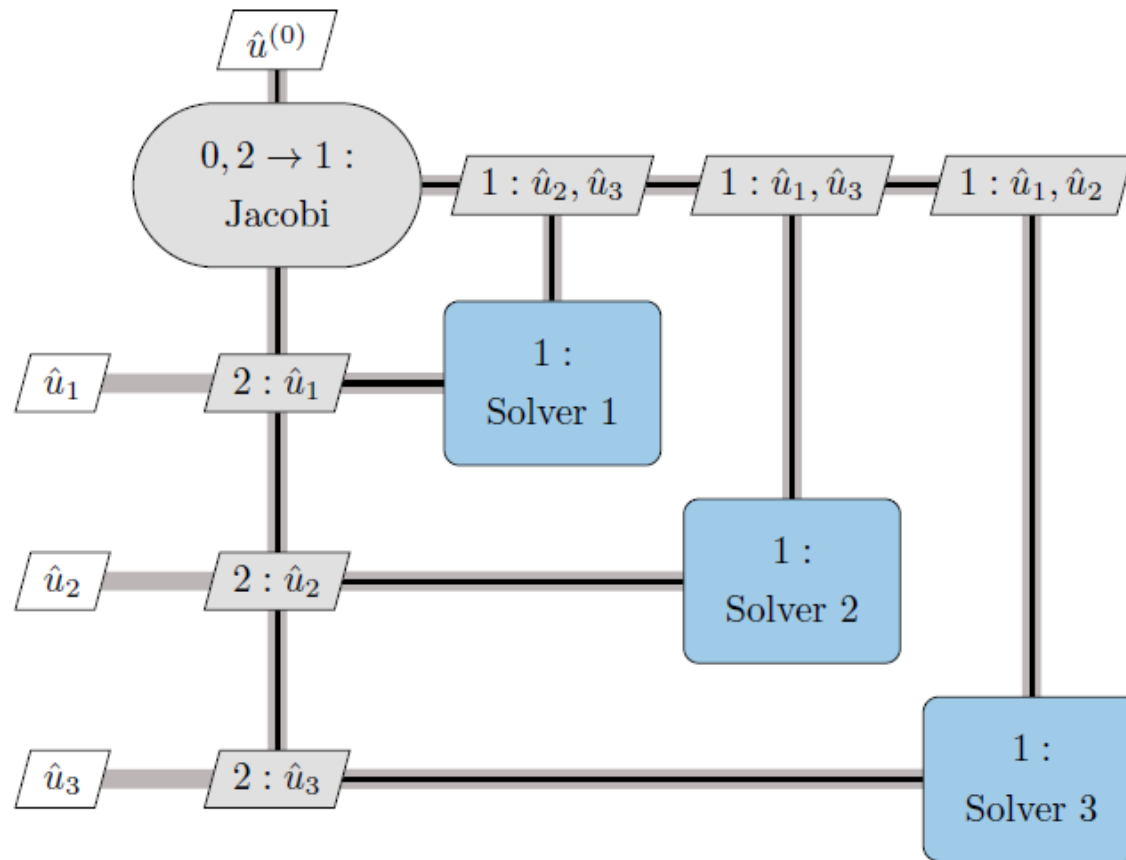 û⁽⁰⁾
0, 2 → 1 :
Jacobi
1 : û₂, û₃
1 : û₁, û₃
1 : û₁, û₂
û₁
2 : û₁
1 :
Solver 1
û₂
2 : û₂
1 :
Solver 2
û₃
2 : û₃
1 :
Solver 3